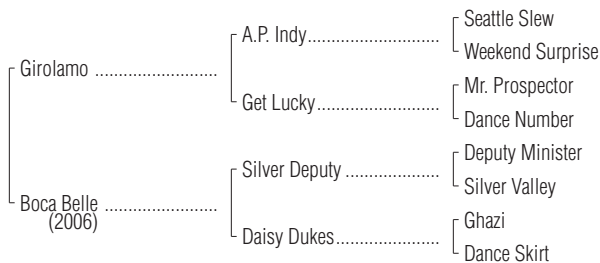 Seattle Slew
A.P. Indy
Weekend Surprise
Girolamo
Mr. Prospector
Get Lucky
Dance Number
Deputy Minister
Silver Deputy
Silver Valley
Boca Belle
(2006)
Ghazi
Daisy Dukes
Dance Skirt